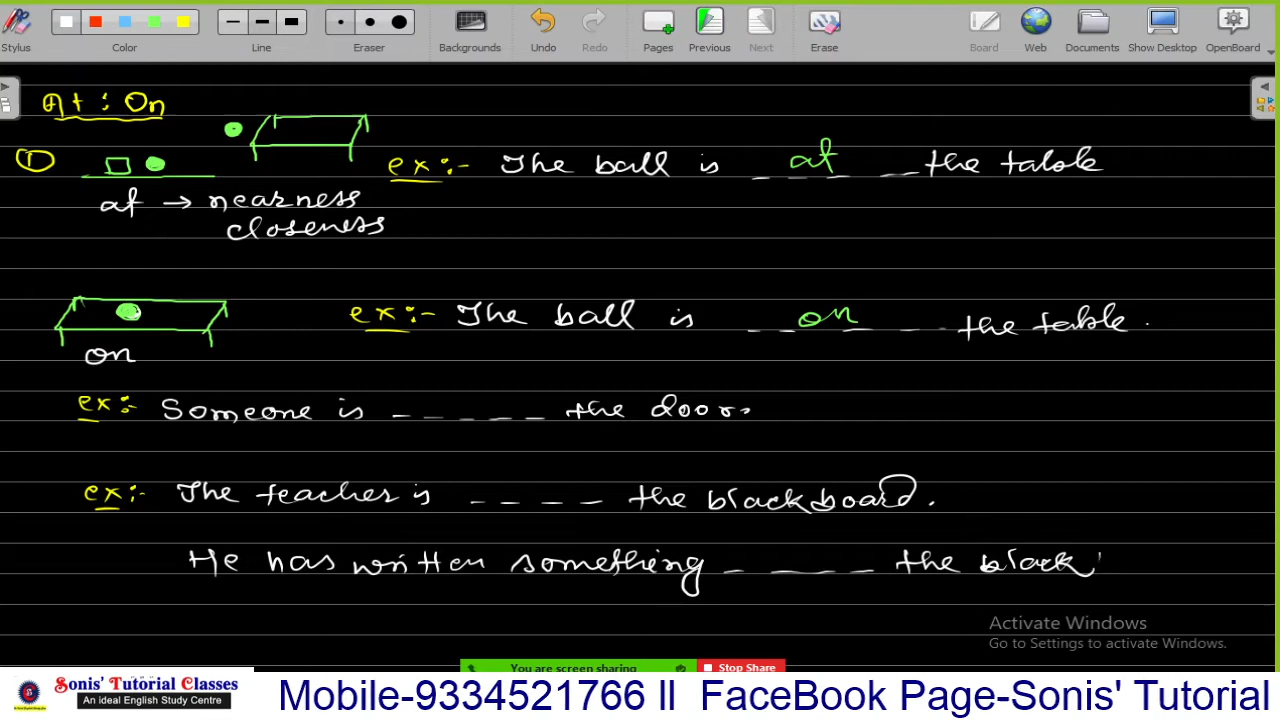 Stylus Color Line Eraser Backgrounds Undo Redo Pages Previous Next Erase Board Web Documents Show Desktop OpenBoard
At : On
① ex:- The ball is _ at _ _ the table
at → nearness
closeness
ex:- The ball is _ _ on _ _ the table.
on
ex:- Someone is _ _ _ _ _ the door.
ex:- The teacher is _ _ _ _ the blackboard.
He has written something _ _ _ _ the black
Activate Windows
Go to Settings to activate Windows.
You are screen sharing Stop Share
Sonis' Tutorial Classes
An ideal English Study Centre
Mobile-9334521766 ll FaceBook Page-Sonis' Tutorial